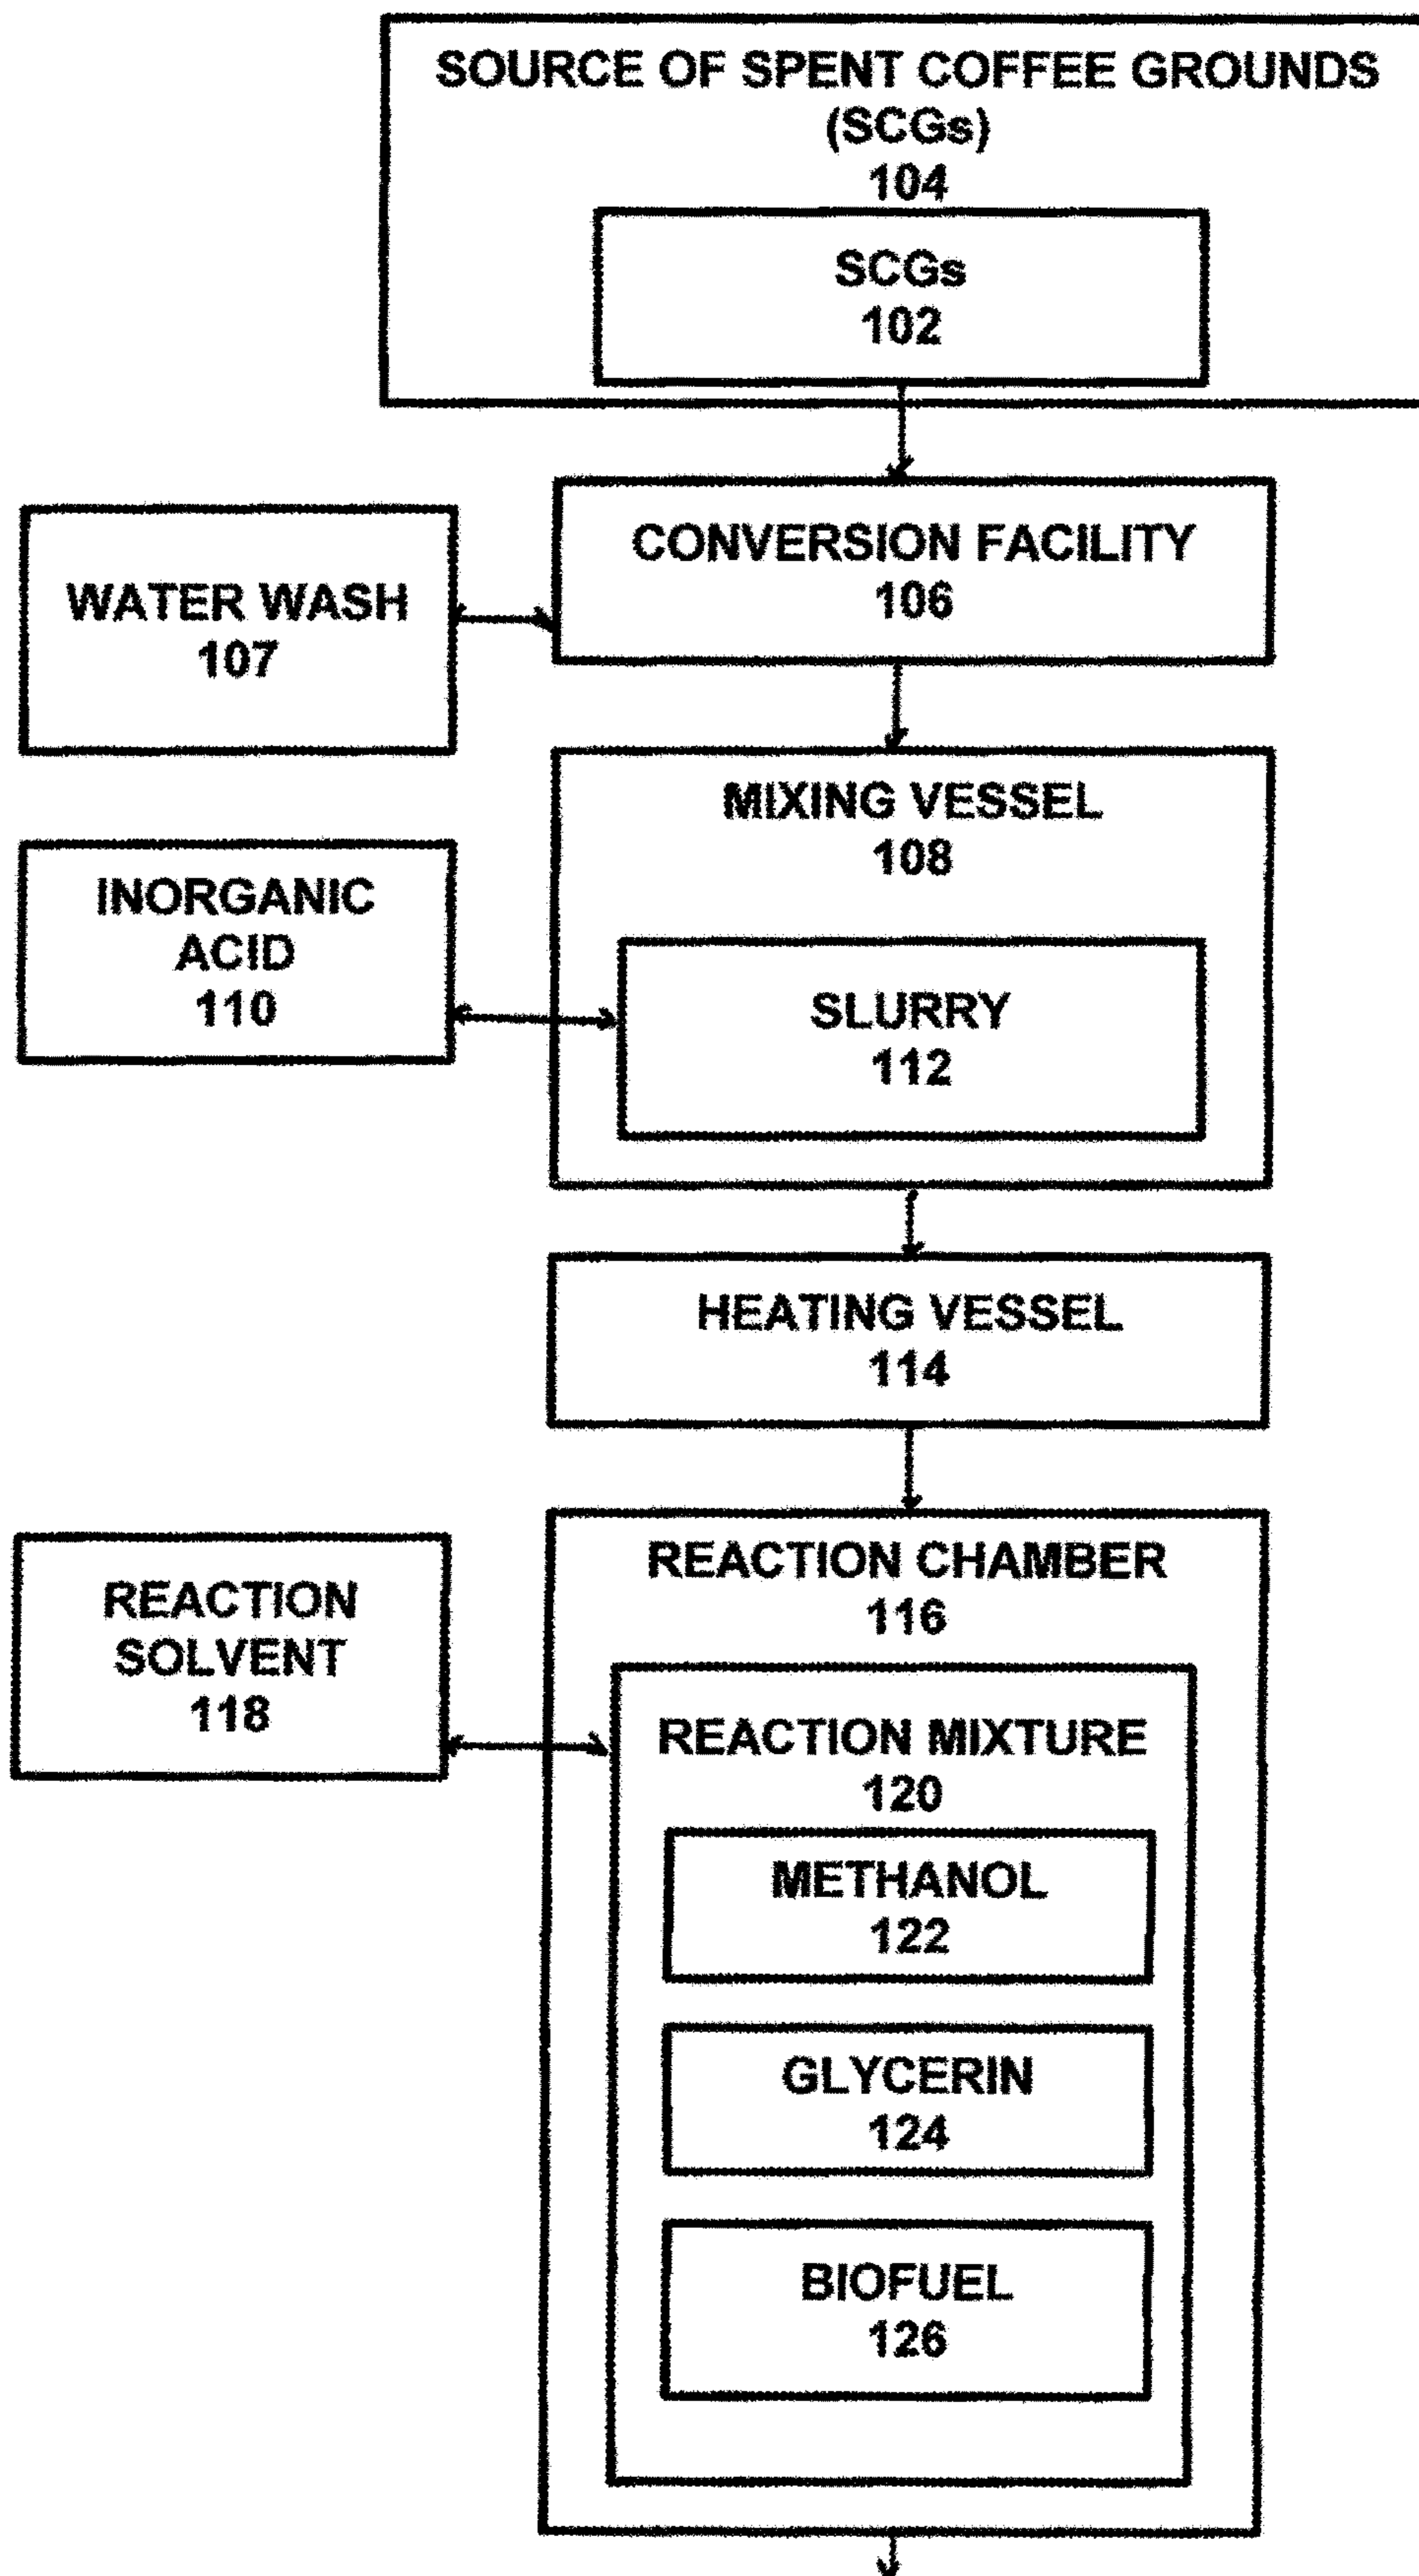 SOURCE OF SPENT COFFEE GROUNDS
(SCGs)
104
SCGs
102
CONVERSION FACILITY
106
WATER WASH
107
MIXING VESSEL
108
INORGANIC
ACID
110
SLURRY
112
HEATING VESSEL
114
REACTION CHAMBER
116
REACTION
SOLVENT
118
REACTION MIXTURE
120
METHANOL
122
GLYCERIN
124
BIOFUEL
126